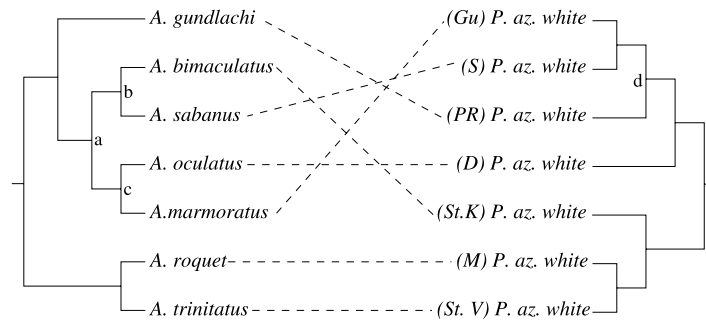 A. gundlachi (Gu) P. az. white
A. bimaculatus (S) P. az. white
d
b
A. sabanus (PR) P. az. white
a
A. oculatus (D) P. az. white
c
A.marmoratus (St.K) P. az. white
A. roquet (M) P. az. white
A. trinitatus (St. V) P. az. white